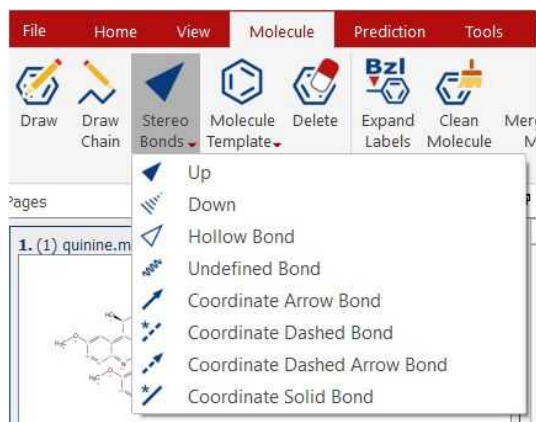 File Home View Molecule Prediction Tools
Bzl
Draw Draw Chain Stereo Bonds Molecule Template Delete Expand Labels Clean Molecule
Up
Pages
Down
1. (1) quinine.m
Hollow Bond
Undefined Bond
Coordinate Arrow Bond
Coordinate Dashed Bond
Coordinate Dashed Arrow Bond
Coordinate Solid Bond